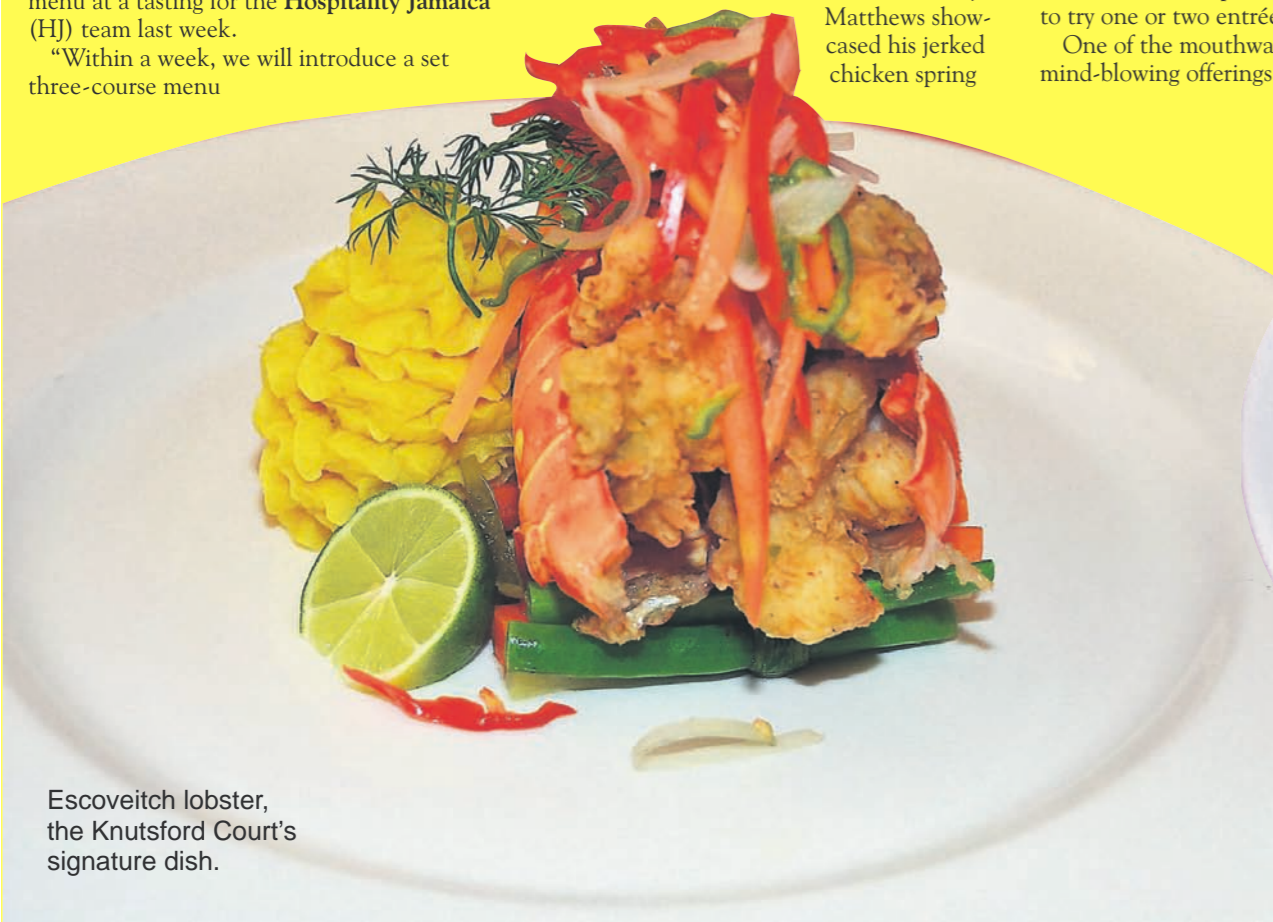 menu at a tasting for the Hospitality Jamaica
(HJ) team last week.
“Within a week, we will introduce a set
three-course menu
Matthews show-
cased his jerked
chicken spring
to try one or two
One of the
mind-blowing offerings
Escoveitch lobster,
the Knutsford Court’s
signature dish.